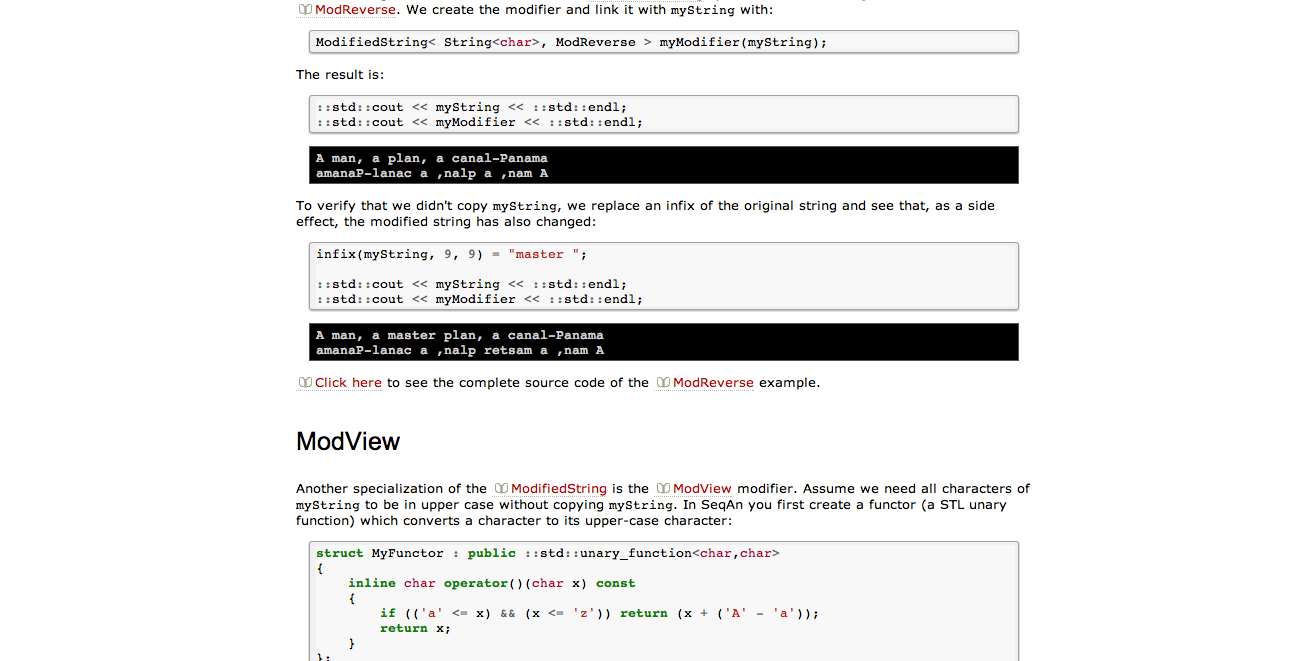 ModReverse. We create the modifier and link it with myString with:
ModifiedString< String<char>, ModReverse > myModifier(myString);
The result is:
::std::cout << myString << ::std::endl;
::std::cout << myModifier << ::std::endl;
A man, a plan, a canal-Panama
amanaP-lanac a ,nalp a ,nam A
To verify that we didn't copy myString, we replace an infix of the original string and see that, as a side
effect, the modified string has also changed:
infix(myString, 9, 9) = "master ";
::std::cout << myString << ::std::endl;
::std::cout << myModifier << ::std::endl;
A man, a master plan, a canal-Panama
amanaP-lanac a ,nalp retsam a ,nam A
Click here to see the complete source code of the ModReverse example.
ModView
Another specialization of the ModifiedString is the ModView modifier. Assume we need all characters of
myString to be in upper case without copying myString. In SeqAn you first create a functor (a STL unary
function) which converts a character to its upper-case character:
struct MyFunctor : public ::std::unary_function<char,char>
{
    inline char operator()(char x) const
    {
        if (('a' <= x) && (x <= 'z')) return (x + ('A' - 'a'));
        return x;
    }
};